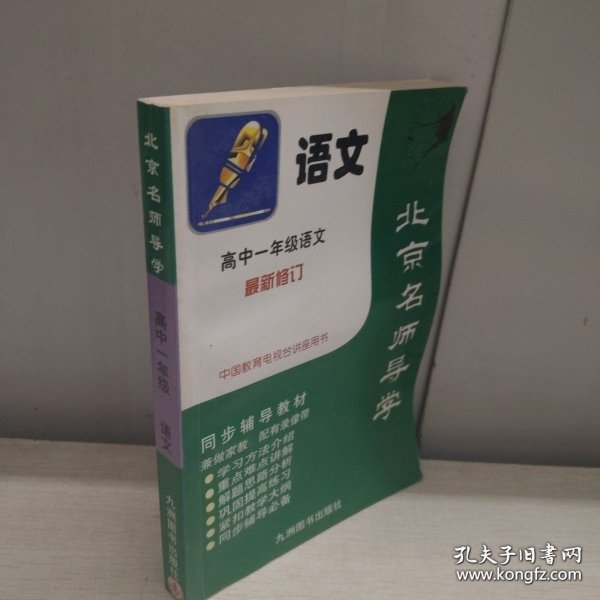 北京名师导学
高中一年级
语文
九洲图书出版社
语文
高中一年级语文
最新修订
中国教育电视台讲座用书
北京名师导学
同步辅导教材
兼做家教 配有录像带
●学习方法介绍
●重点难点讲解
●解题思路分析
●巩固提高练习
●紧扣教学大纲
●同步辅导必备
九洲图书出版社
孔夫子旧书网
www.kongfz.com